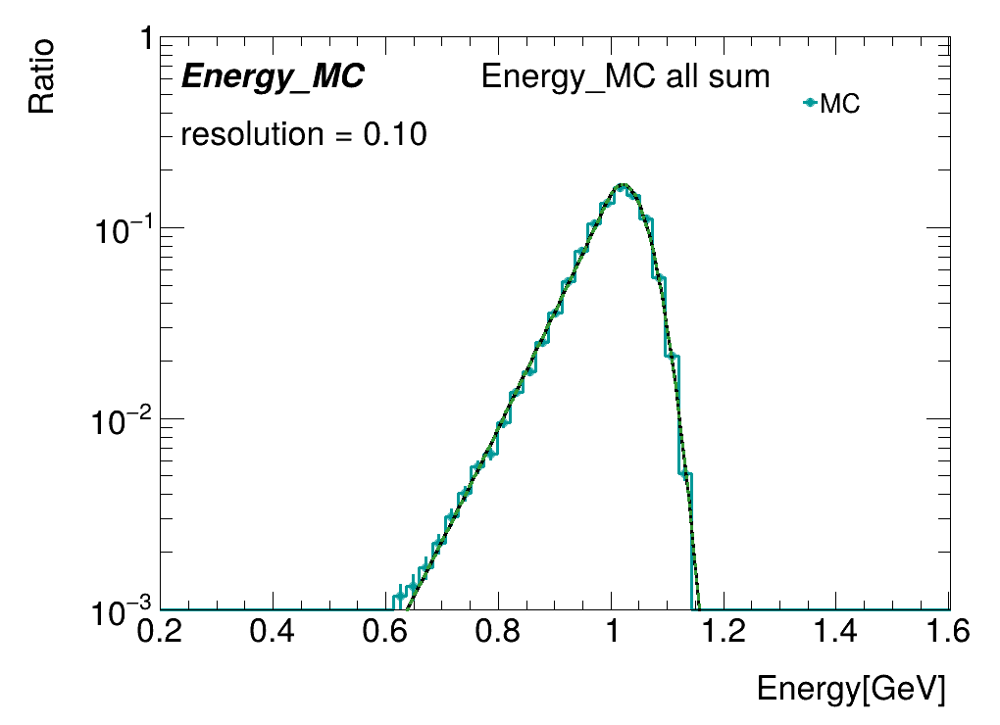 Ratio
1
Energy_MC
Energy_MC all sum
MC
resolution = 0.10
10⁻¹
10⁻²
10⁻³
0.2 0.4 0.6 0.8 1 1.2 1.4 1.6
Energy[GeV]